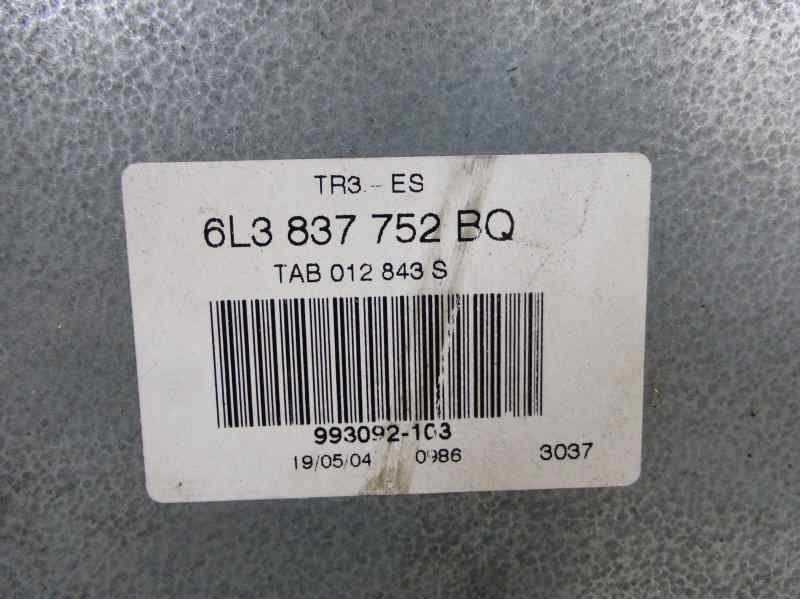 TR3 - ES
6L3 837 752 BQ
TAB 012 843 S
993092-103
19/05/04 0986 3037